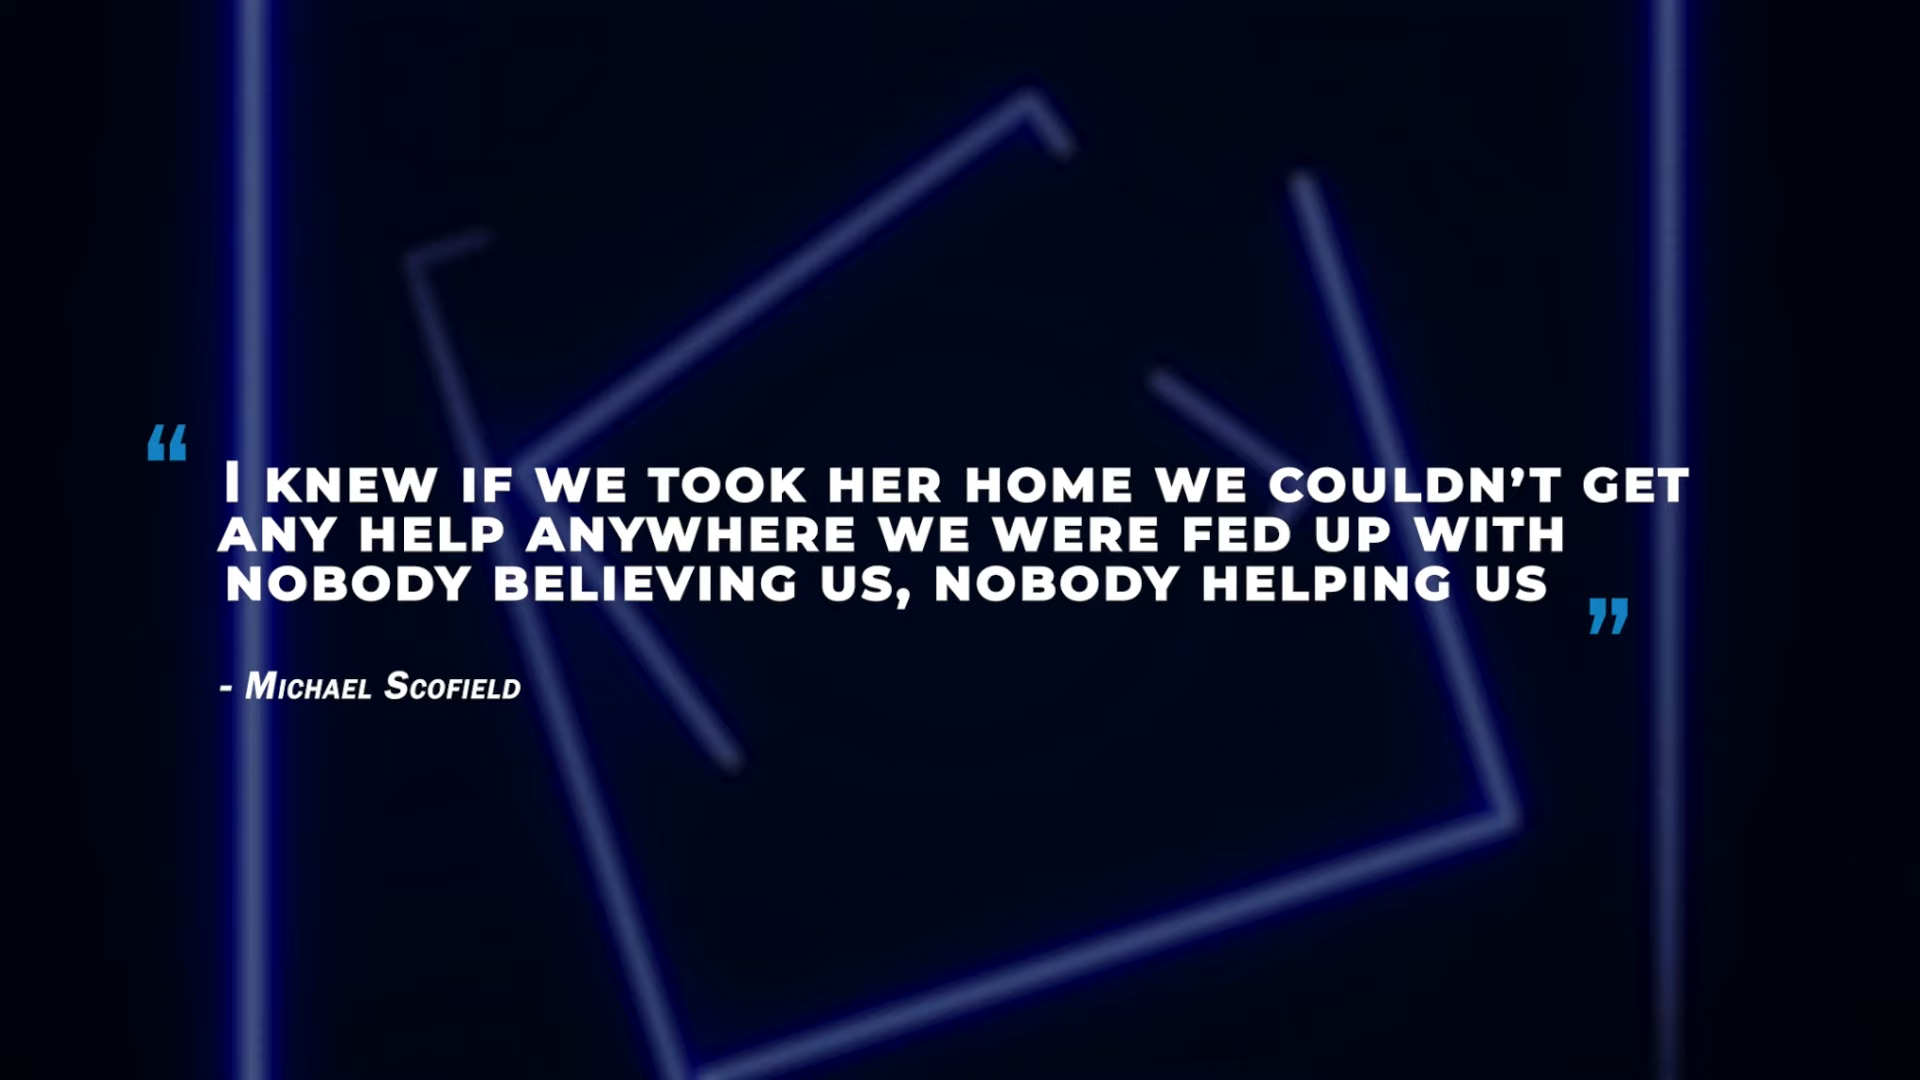 “I KNEW IF WE TOOK HER HOME WE COULDN’T GET
ANY HELP ANYWHERE WE WERE FED UP WITH
NOBODY BELIEVING US, NOBODY HELPING US”
- MICHAEL SCOFIELD